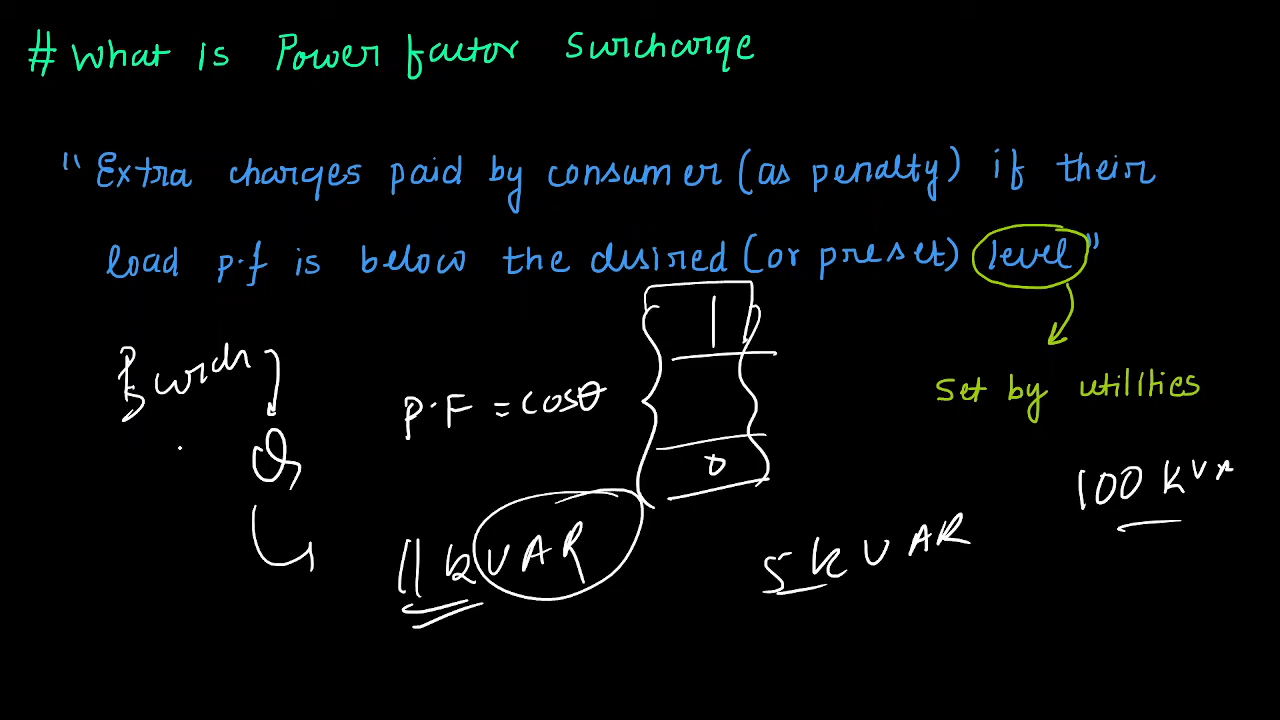 # What is Power factor Surcharge
"Extra charges paid by consumer (as penalty) if their
load p.f is below the desired (or preset) level"
1
P.F = cosθ
set by utilities
0
100 kVA
11 kVAR
5 kVAR